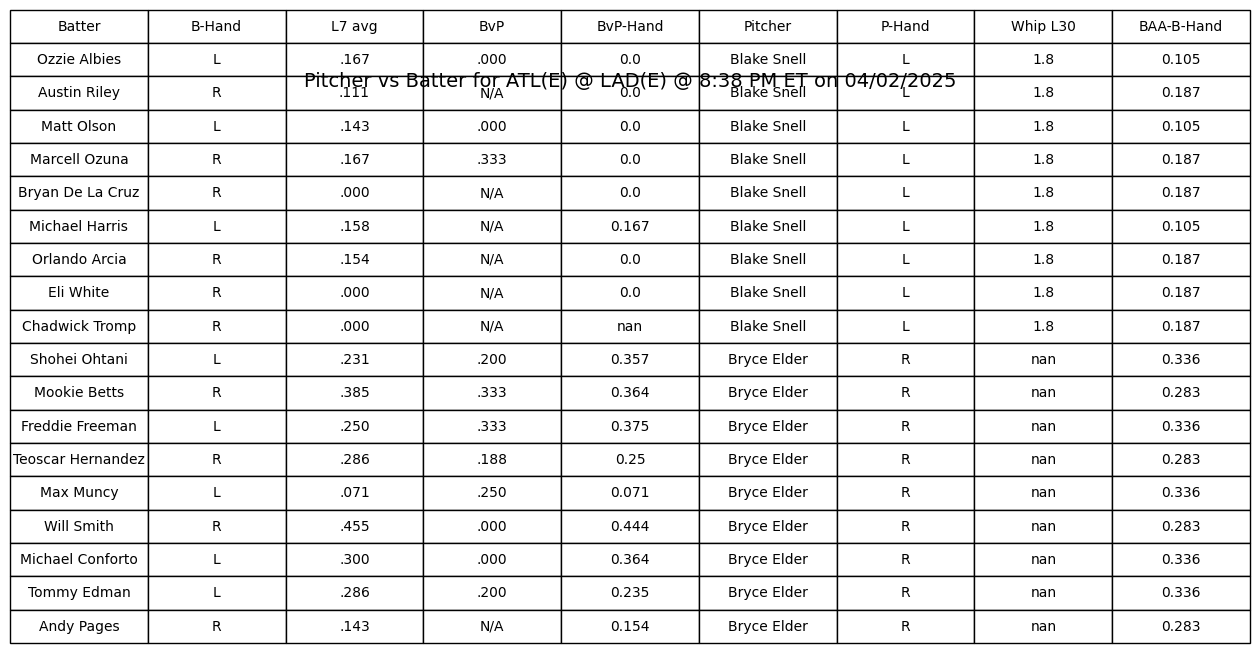 Batter B-Hand L7 avg BvP BvP-Hand Pitcher P-Hand Whip L30 BAA-B-Hand
Ozzie Albies L .167 .000 0.0 Blake Snell L 1.8 0.105
Pitcher vs Batter for ATL(E) @ LAD(E) @ 8:38 PM ET on 04/02/2025
Austin Riley R .111 N/A 0.0 Blake Snell L 1.8 0.187
Matt Olson L .143 .000 0.0 Blake Snell L 1.8 0.105
Marcell Ozuna R .167 .333 0.0 Blake Snell L 1.8 0.187
Bryan De La Cruz R .000 N/A 0.0 Blake Snell L 1.8 0.187
Michael Harris L .158 N/A 0.167 Blake Snell L 1.8 0.105
Orlando Arcia R .154 N/A 0.0 Blake Snell L 1.8 0.187
Eli White R .000 N/A 0.0 Blake Snell L 1.8 0.187
Chadwick Tromp R .000 N/A nan Blake Snell L 1.8 0.187
Shohei Ohtani L .231 .200 0.357 Bryce Elder R nan 0.336
Mookie Betts R .385 .333 0.364 Bryce Elder R nan 0.283
Freddie Freeman L .250 .333 0.375 Bryce Elder R nan 0.336
Teoscar Hernandez R .286 .188 0.25 Bryce Elder R nan 0.283
Max Muncy L .071 .250 0.071 Bryce Elder R nan 0.336
Will Smith R .455 .000 0.444 Bryce Elder R nan 0.283
Michael Conforto L .300 .000 0.364 Bryce Elder R nan 0.336
Tommy Edman L .286 .200 0.235 Bryce Elder R nan 0.336
Andy Pages R .143 N/A 0.154 Bryce Elder R nan 0.283